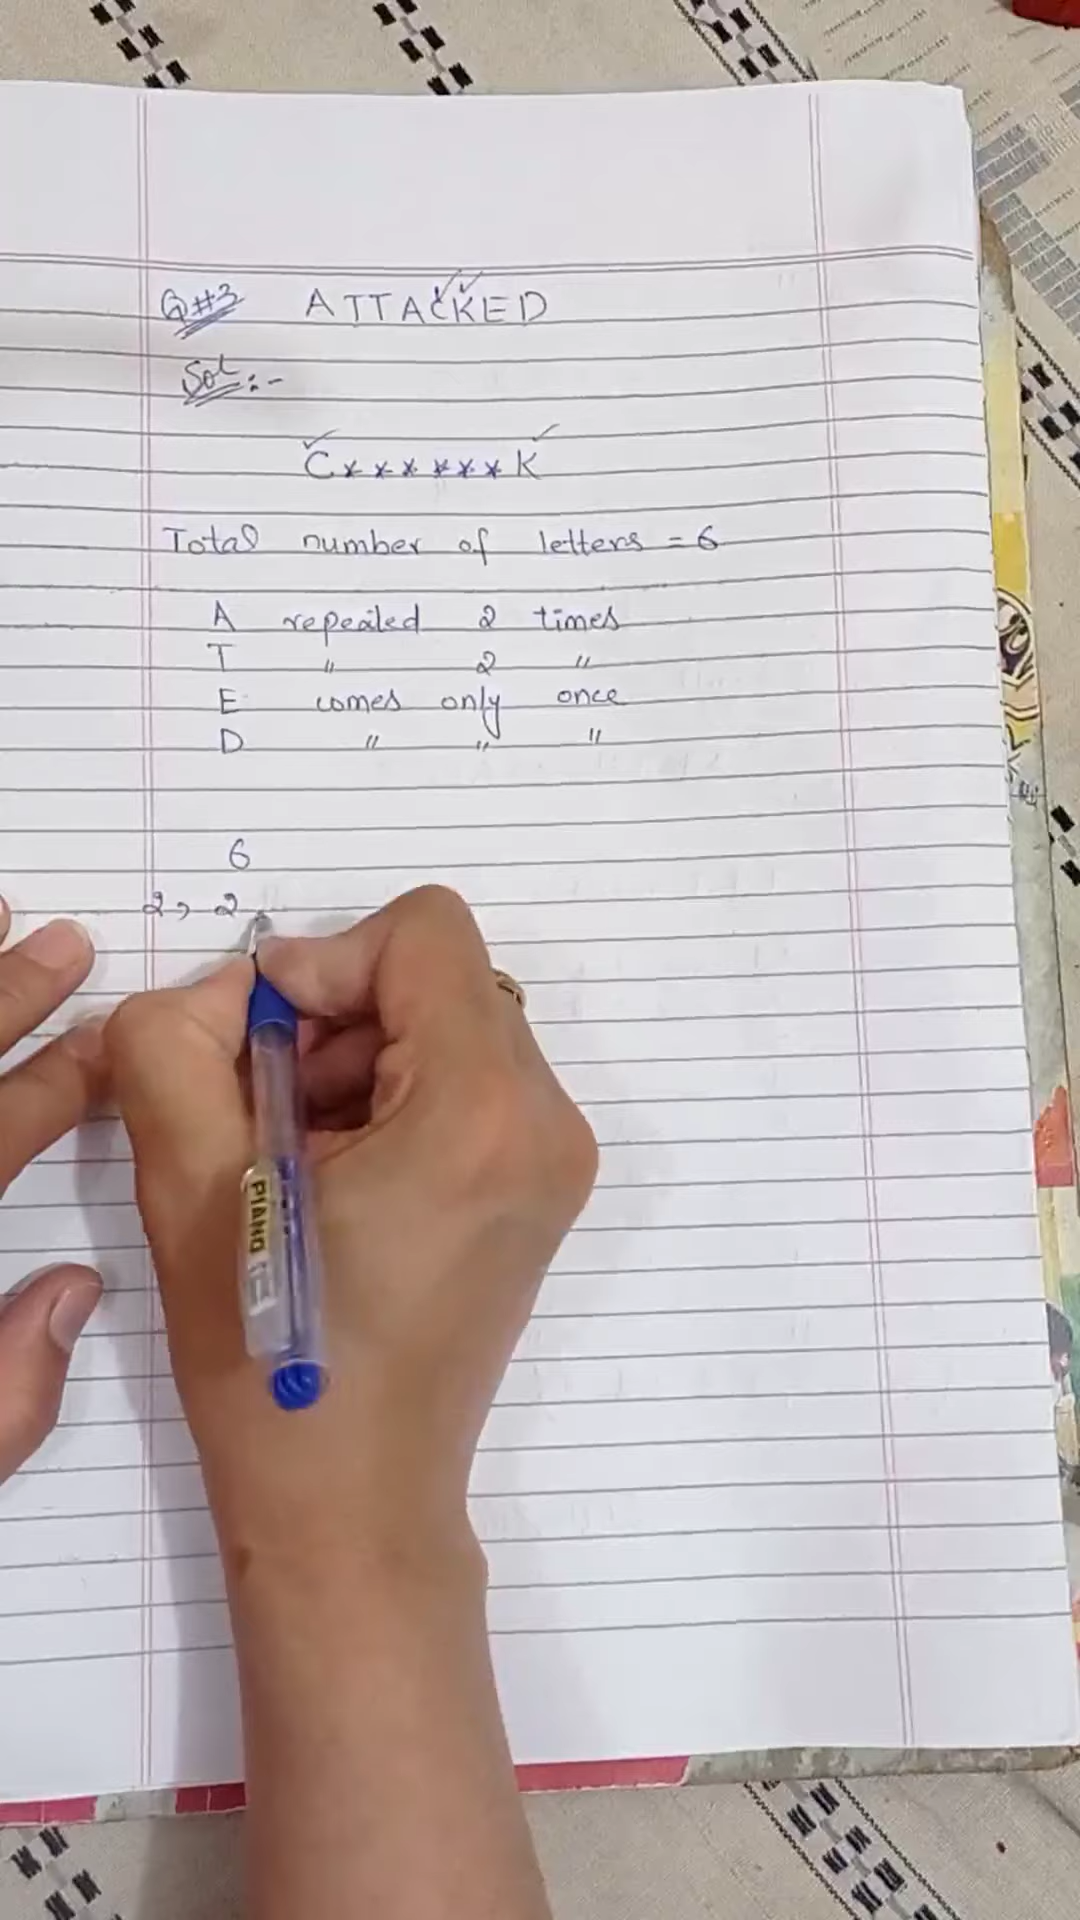 Q#3 ATTACKED
Sol:-
C******K
Total number of letters = 6
A repeated 2 times
T " 2 "
E comes only once
D " " "
6
2, 2
PIANO